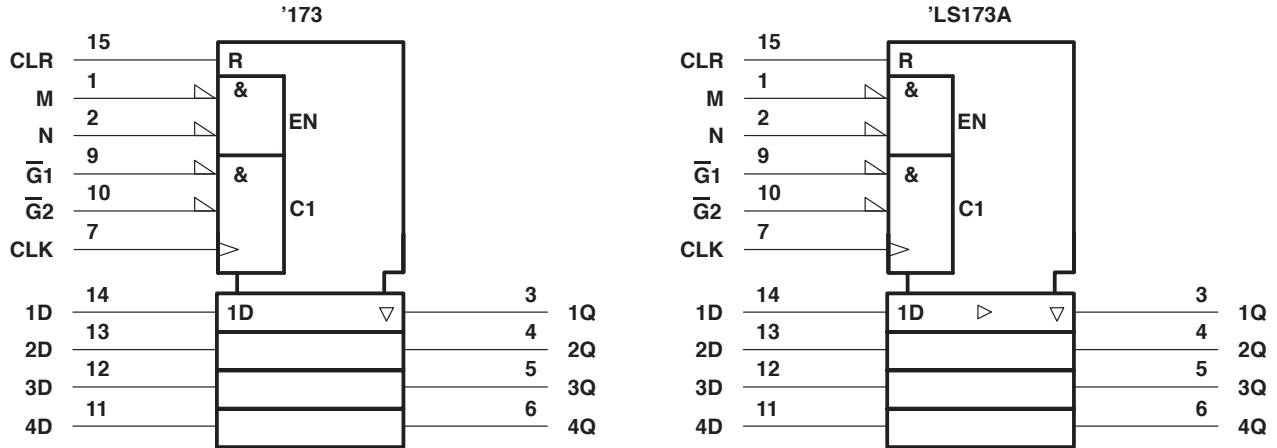 '173
15
CLR
R
1
&
M
2
EN
N
9
G̅1
&
10
G̅2
C1
7
CLK
14
3
1D
1D
1Q
13
4
2D
2Q
12
5
3D
3Q
11
6
4D
4Q
'LS173A
15
CLR
R
1
&
M
2
EN
N
9
G̅1
&
10
G̅2
C1
7
CLK
14
3
1D
1D
1Q
13
4
2D
2Q
12
5
3D
3Q
11
6
4D
4Q